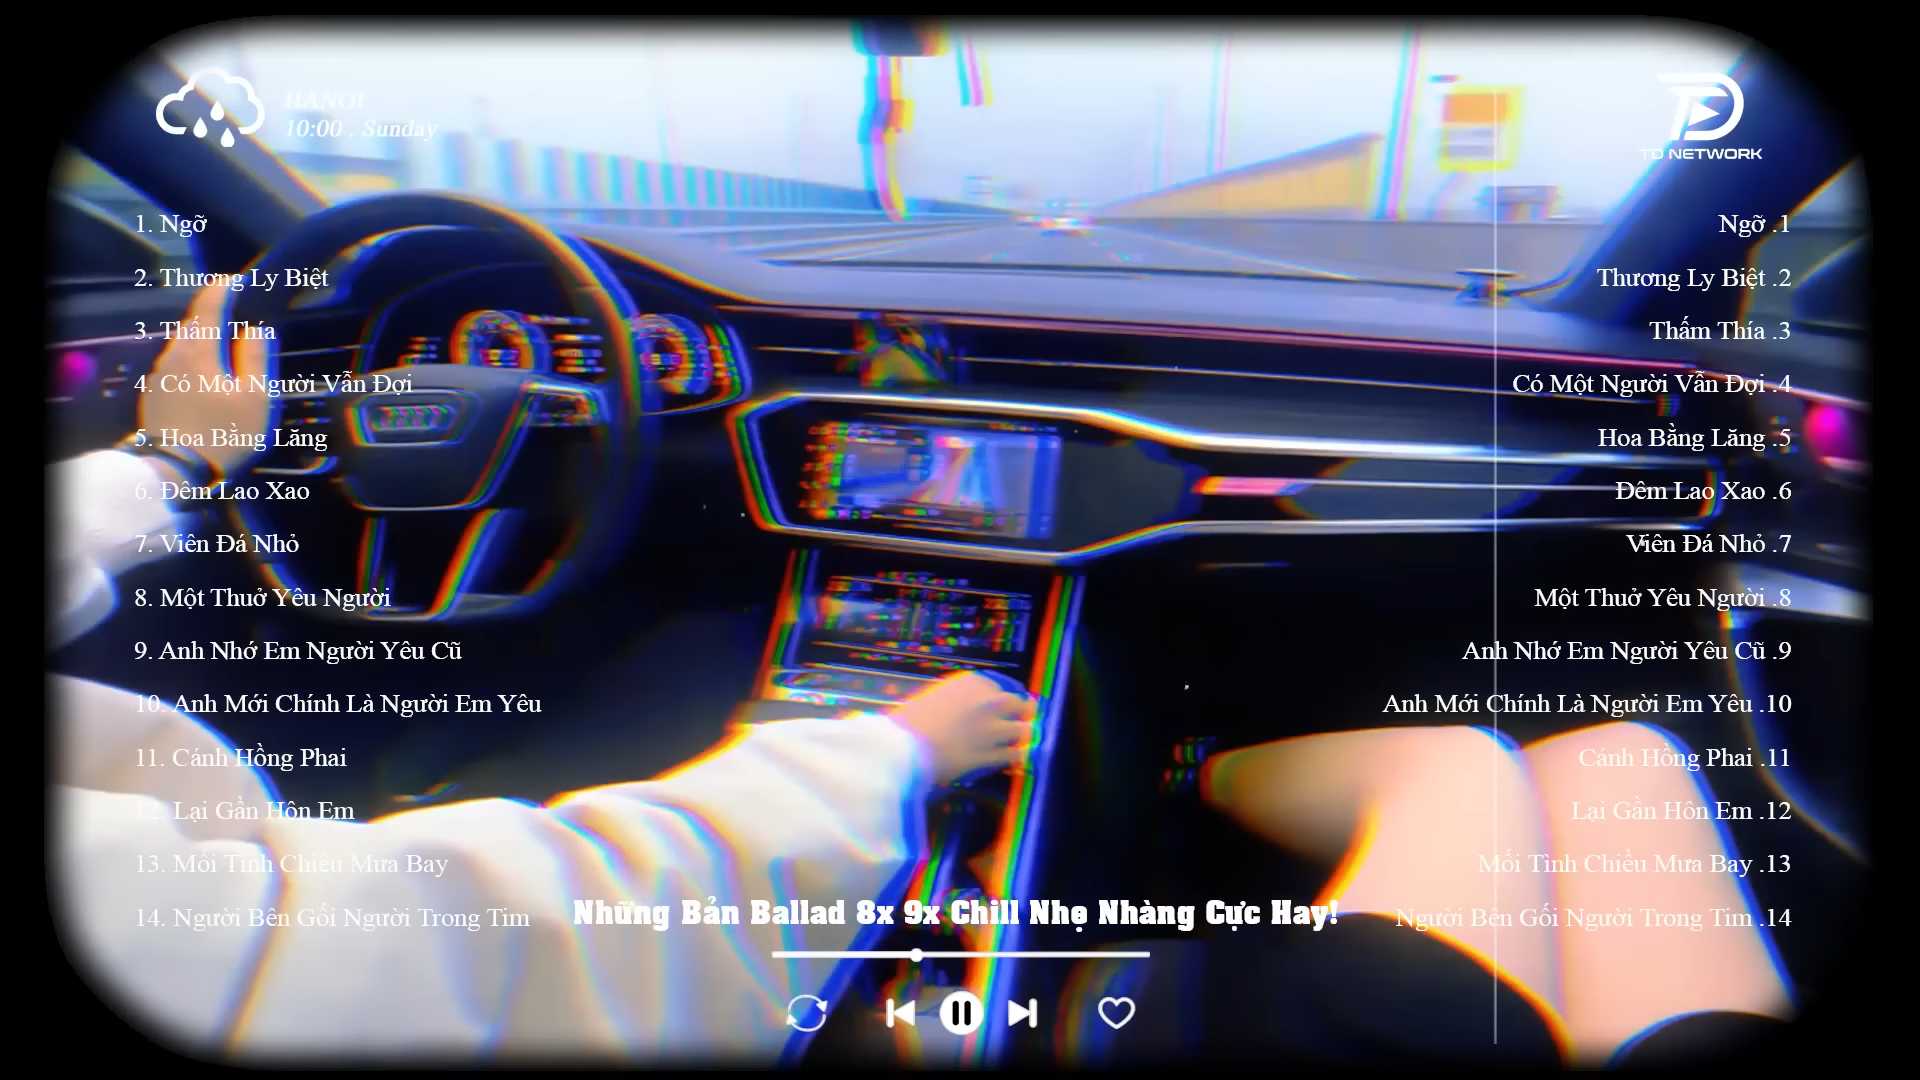 HANOI
10:00 . Sunday
TD NETWORK
1. Ngỡ
2. Thương Ly Biệt
3. Thấm Thía
4. Có Một Người Vẫn Đợi
5. Hoa Bằng Lăng
6. Đêm Lao Xao
7. Viên Đá Nhỏ
8. Một Thuở Yêu Người
9. Anh Nhớ Em Người Yêu Cũ
10. Anh Mới Chính Là Người Em Yêu
11. Cánh Hồng Phai
12. Lại Gần Hôn Em
13. Mối Tình Chiều Mưa Bay
14. Người Bên Gối Người Trong Tim
Ngỡ .1
Thương Ly Biệt .2
Thấm Thía .3
Có Một Người Vẫn Đợi .4
Hoa Bằng Lăng .5
Đêm Lao Xao .6
Viên Đá Nhỏ .7
Một Thuở Yêu Người .8
Anh Nhớ Em Người Yêu Cũ .9
Anh Mới Chính Là Người Em Yêu .10
Cánh Hồng Phai .11
Lại Gần Hôn Em .12
Mối Tình Chiều Mưa Bay .13
Người Bên Gối Người Trong Tim .14
Những Bản Ballad 8x 9x Chill Nhẹ Nhàng Cực Hay!